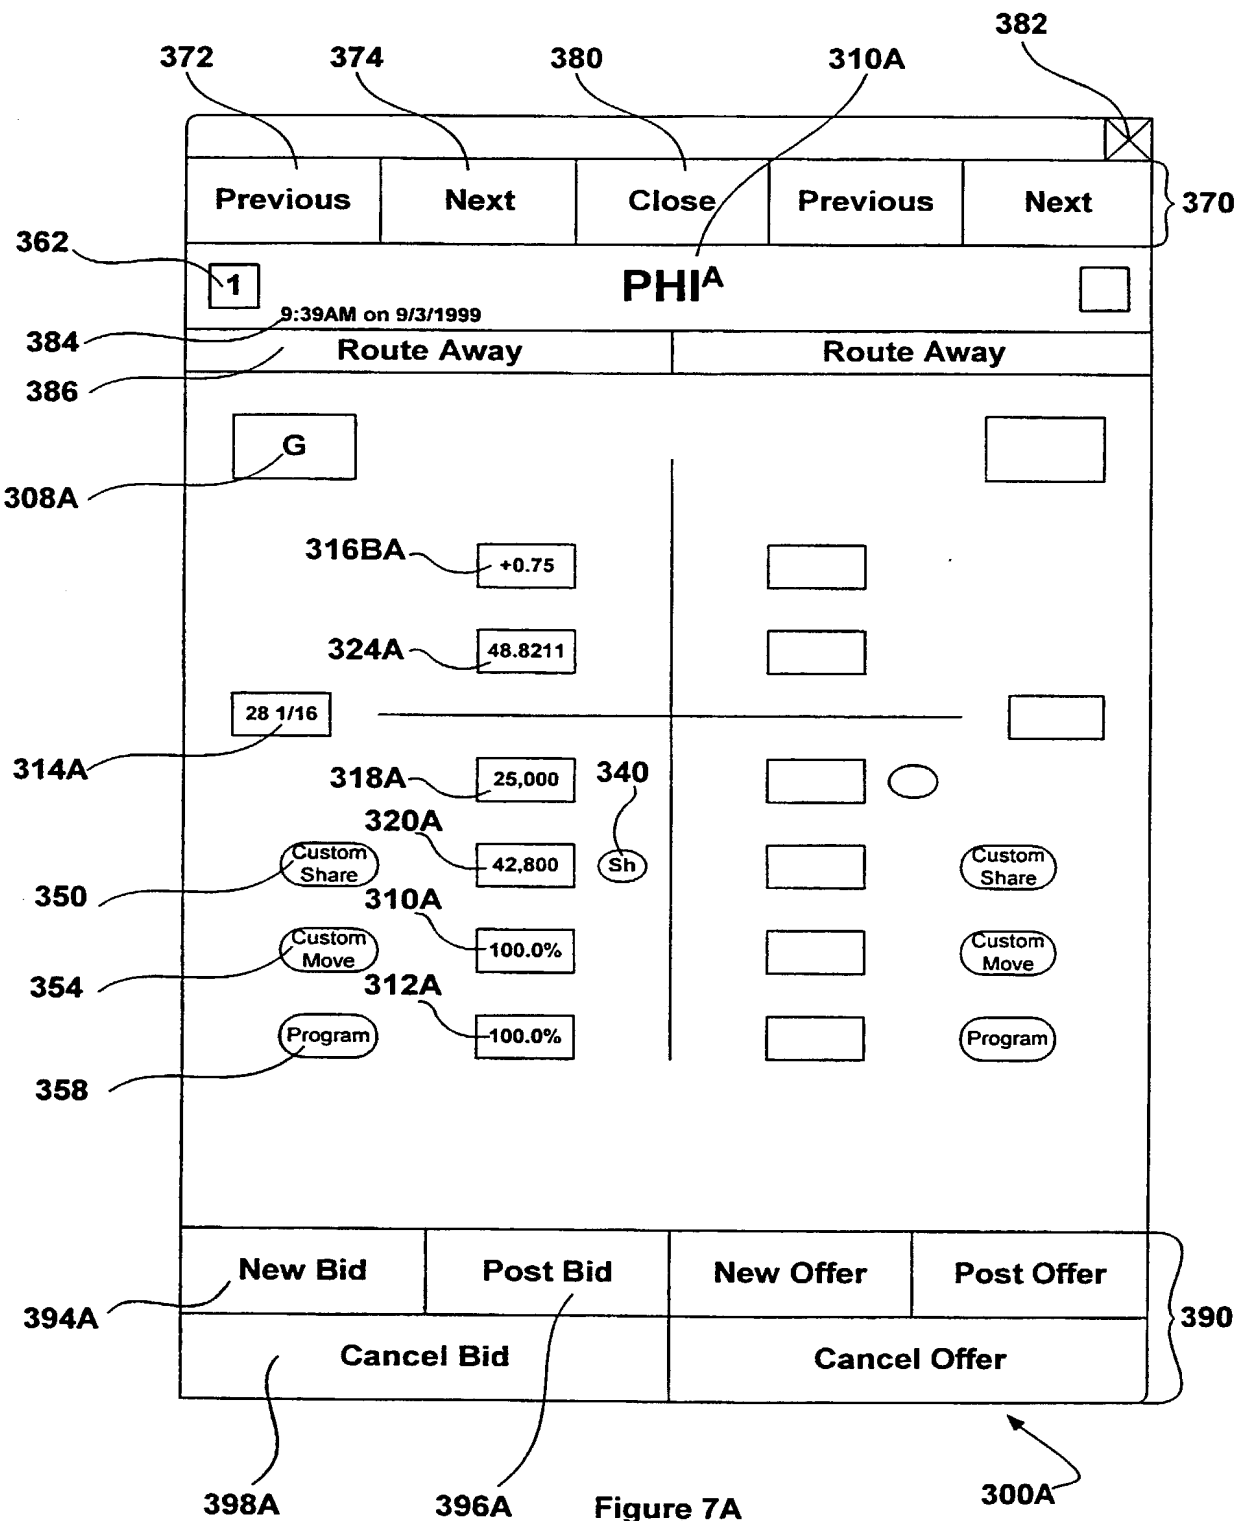 382
372 374 380 310A
Previous Next Close Previous Next
370
362
1 PHIᴬ
9:39AM on 9/3/1999
384
Route Away Route Away
386
G
308A
316BA +0.75
324A 48.8211
28 1/16
314A
318A 25,000 340
320A
Custom Share 42,800 Sh Custom Share
350
310A
Custom Move 100.0% Custom Move
354
312A
Program 100.0% Program
358
New Bid Post Bid New Offer Post Offer
394A 390
Cancel Bid Cancel Offer
398A 396A 300A
Figure 7A